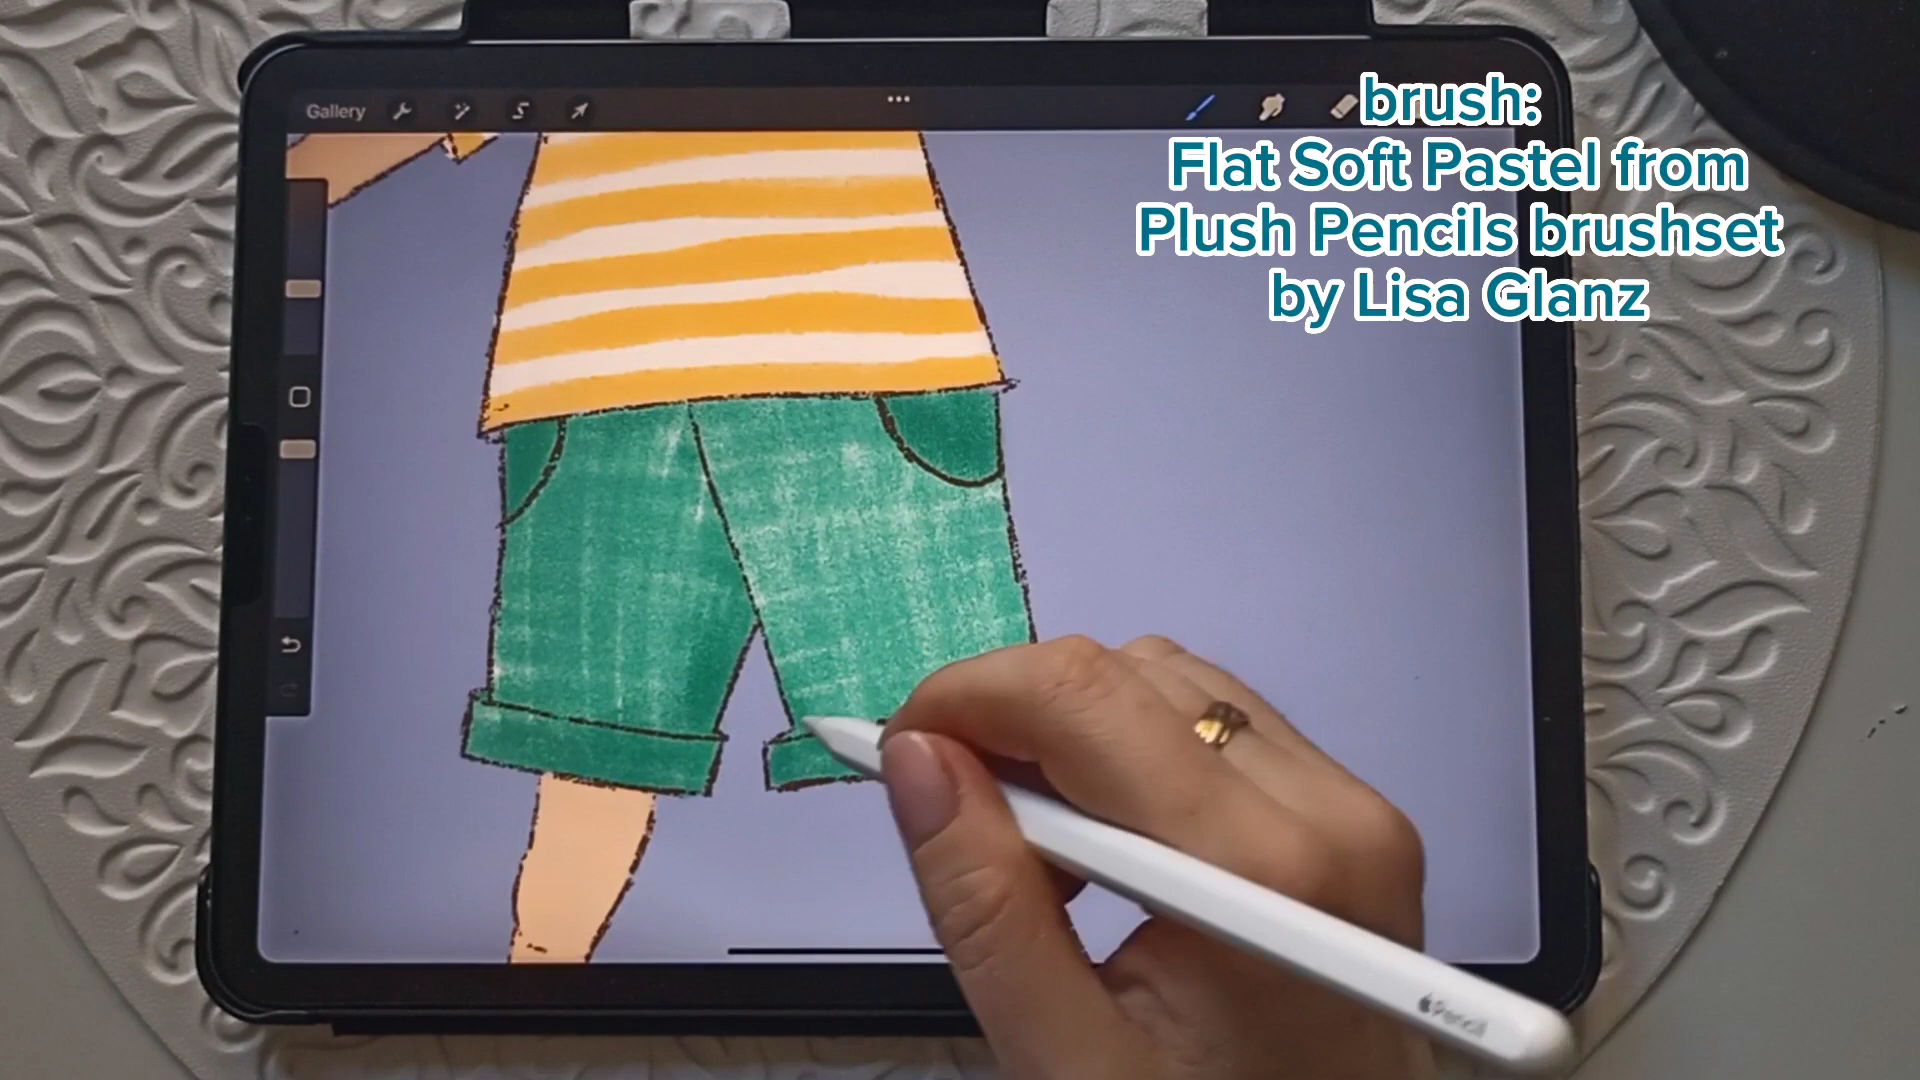 Gallery
brush:
Flat Soft Pastel from
Plush Pencils brushset
by Lisa Glanz
Pencil